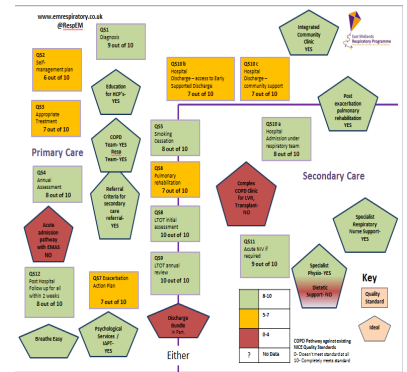 www.emrespiratory.co.uk
@RespEM
QS1
Diagnosis
9 out of 10
Integrated
Community
Clinic
YES
East Midlands
Respiratory Programme
QS2
Self-
management plan
6 out of 10
QS10 b
Hospital
Discharge – access to Early
Supported Discharge
7 out of 10
QS10 c
Hospital
Discharge –
community support
7 out of 10
Education
for HCP's-
YES
Post
exacerbation
pulmonary
rehabilitation
YES
QS3
Appropriate
Treatment
7 out of 10
QS5
Smoking
Cessation
8 out of 10
QS10 a
Hospital
Admission under
respiratory team
8 out of 10
COPD
Team- YES
Resp
Team- YES
Primary Care
QS4
Annual
Assessment
8 out of 10
QS6
Pulmonary
rehabilitation
7 out of 10
Complex
COPD Clinic
for LVR,
Transplan-
NO
Secondary Care
Referral
Criteria for
secondary
care
referral-
YES
Acute
admission
pathway
with EMAS
NO
QS8
LTOT initial
assessment
10 out of 10
Specialist
Respiratory
Nurse Support-
YES
QS11
Acute NIV if
required
9 out of 10
QS9
LTOT annual
review
10 out of 10
Specialist
Physio- YES
Dietetic
Support- NO
QS12
Post Hospital
Follow up for all
within 2 weeks
8 out of 10
QS7 Exacerbation
Action Plan
7 out of 10
Key
Quality
Standard
Ideal
8-10
5-7
0-4
? No Data
Discharge
Bundle
In Part.
Psychological
Services /
IAPT-
YES
Breathe Easy
Either
COPD Pathway against existing
NICE Quality Standards
0- Doesn't meet standard at all
10- Completely meets standard